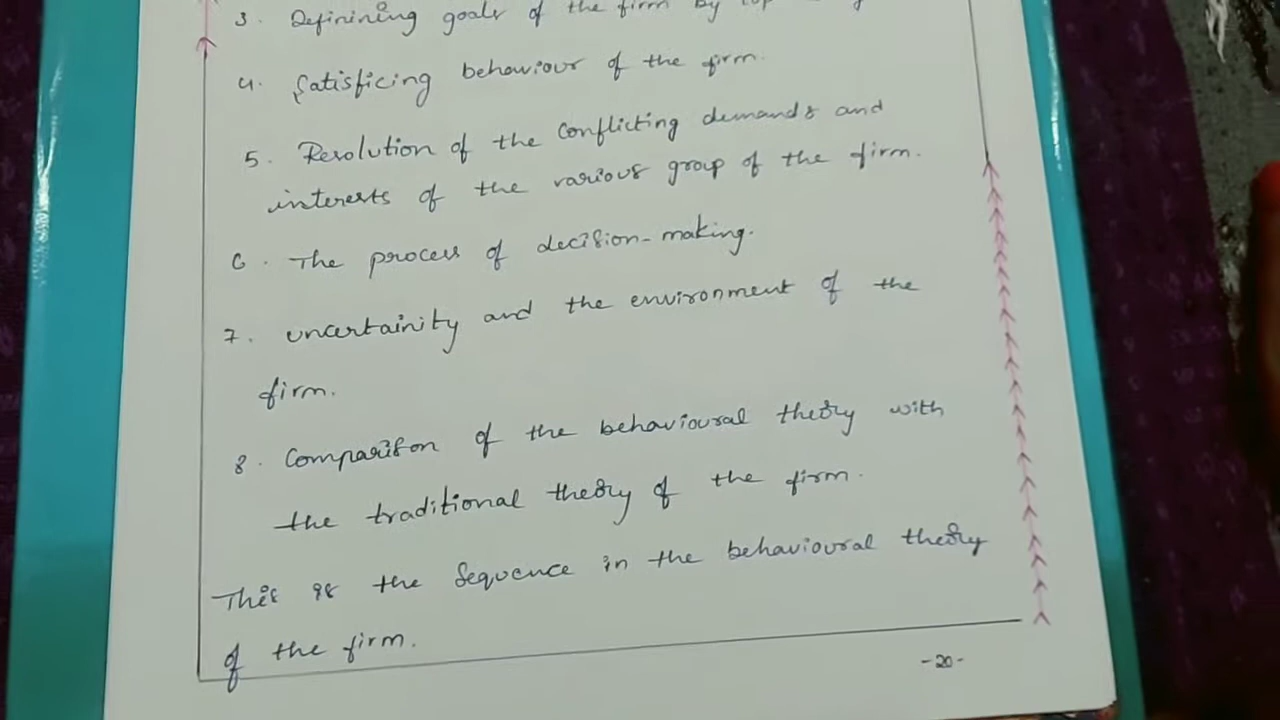 3. Definining goals of the firm by top
4. Satisficing behaviour of the firm.
5. Resolution of the Conflicting demands and
interests of the various group of the firm.
6. The process of decision-making.
7. uncertainity and the environment of the
firm.
8. Comparison of the behavioural theory with
the traditional theory of the firm.
This is the Sequence in the behavioural theory
of the firm.
-20-